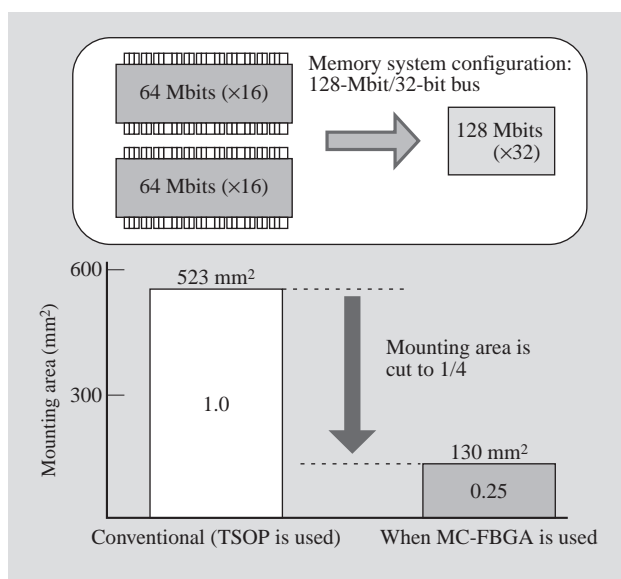 64 Mbits (×16)
64 Mbits (×16)
Memory system configuration:
128-Mbit/32-bit bus
128 Mbits
(×32)
Mounting area (mm²)
600
300
523 mm²
1.0
Mounting area is
cut to 1/4
130 mm²
0.25
Conventional (TSOP is used)
When MC-FBGA is used